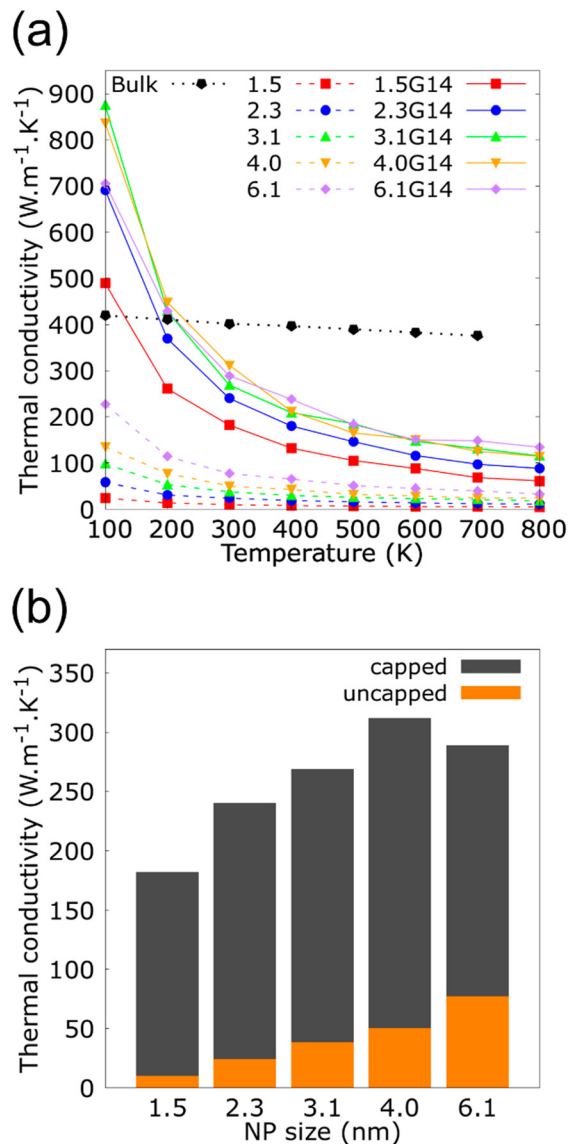 (a)
Thermal conductivity (W.m⁻¹.K⁻¹)
900
800
700
600
500
400
300
200
100
0
Bulk
1.5
2.3
3.1
4.0
6.1
1.5G14
2.3G14
3.1G14
4.0G14
6.1G14
100 200 300 400 500 600 700 800
Temperature (K)
(b)
Thermal conductivity (W.m⁻¹.K⁻¹)
350
300
250
200
150
100
50
0
capped
uncapped
1.5 2.3 3.1 4.0 6.1
NP size (nm)